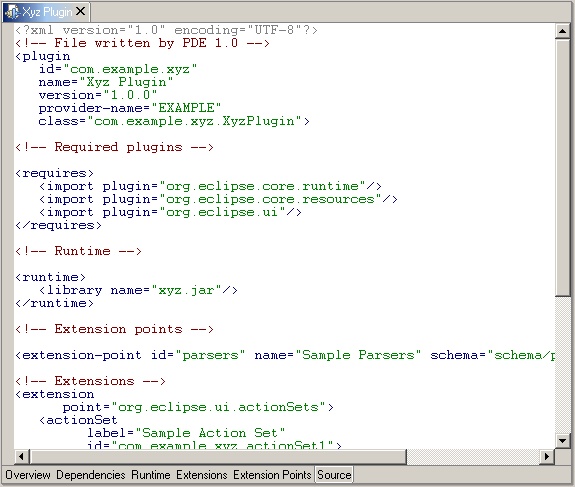 Xyz Plugin
<?xml version="1.0" encoding="UTF-8"?>
<!-- File written by PDE 1.0 -->
<plugin
   id="com.example.xyz"
   name="Xyz Plugin"
   version="1.0.0"
   provider-name="EXAMPLE"
   class="com.example.xyz.XyzPlugin">
<!-- Required plugins -->
<requires>
   <import plugin="org.eclipse.core.runtime"/>
   <import plugin="org.eclipse.core.resources"/>
   <import plugin="org.eclipse.ui"/>
</requires>
<!-- Runtime -->
<runtime>
   <library name="xyz.jar"/>
</runtime>
<!-- Extension points -->
<extension-point id="parsers" name="Sample Parsers" schema="schema/p
<!-- Extensions -->
<extension
      point="org.eclipse.ui.actionSets">
   <actionSet
         label="Sample Action Set"
         id="com.example.xyz.actionSet1">
Overview Dependencies Runtime Extensions Extension Points Source